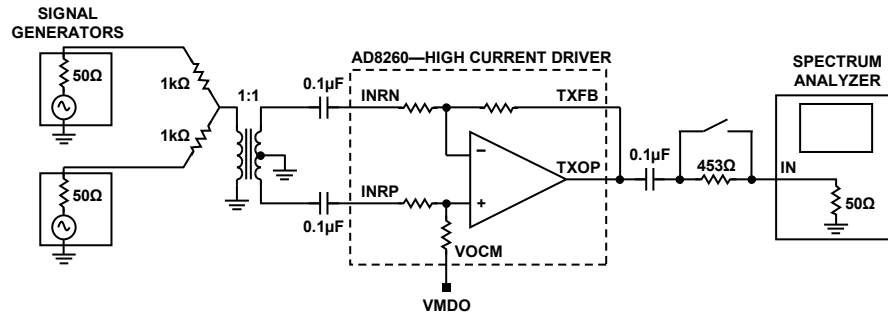 SIGNAL
GENERATORS
50Ω
1kΩ
1kΩ
50Ω
1:1
0.1µF
0.1µF
AD8260—HIGH CURRENT DRIVER
INRN
TXFB
INRP
TXOP
VOCM
VMDO
0.1µF
453Ω
SPECTRUM
ANALYZER
IN
50Ω